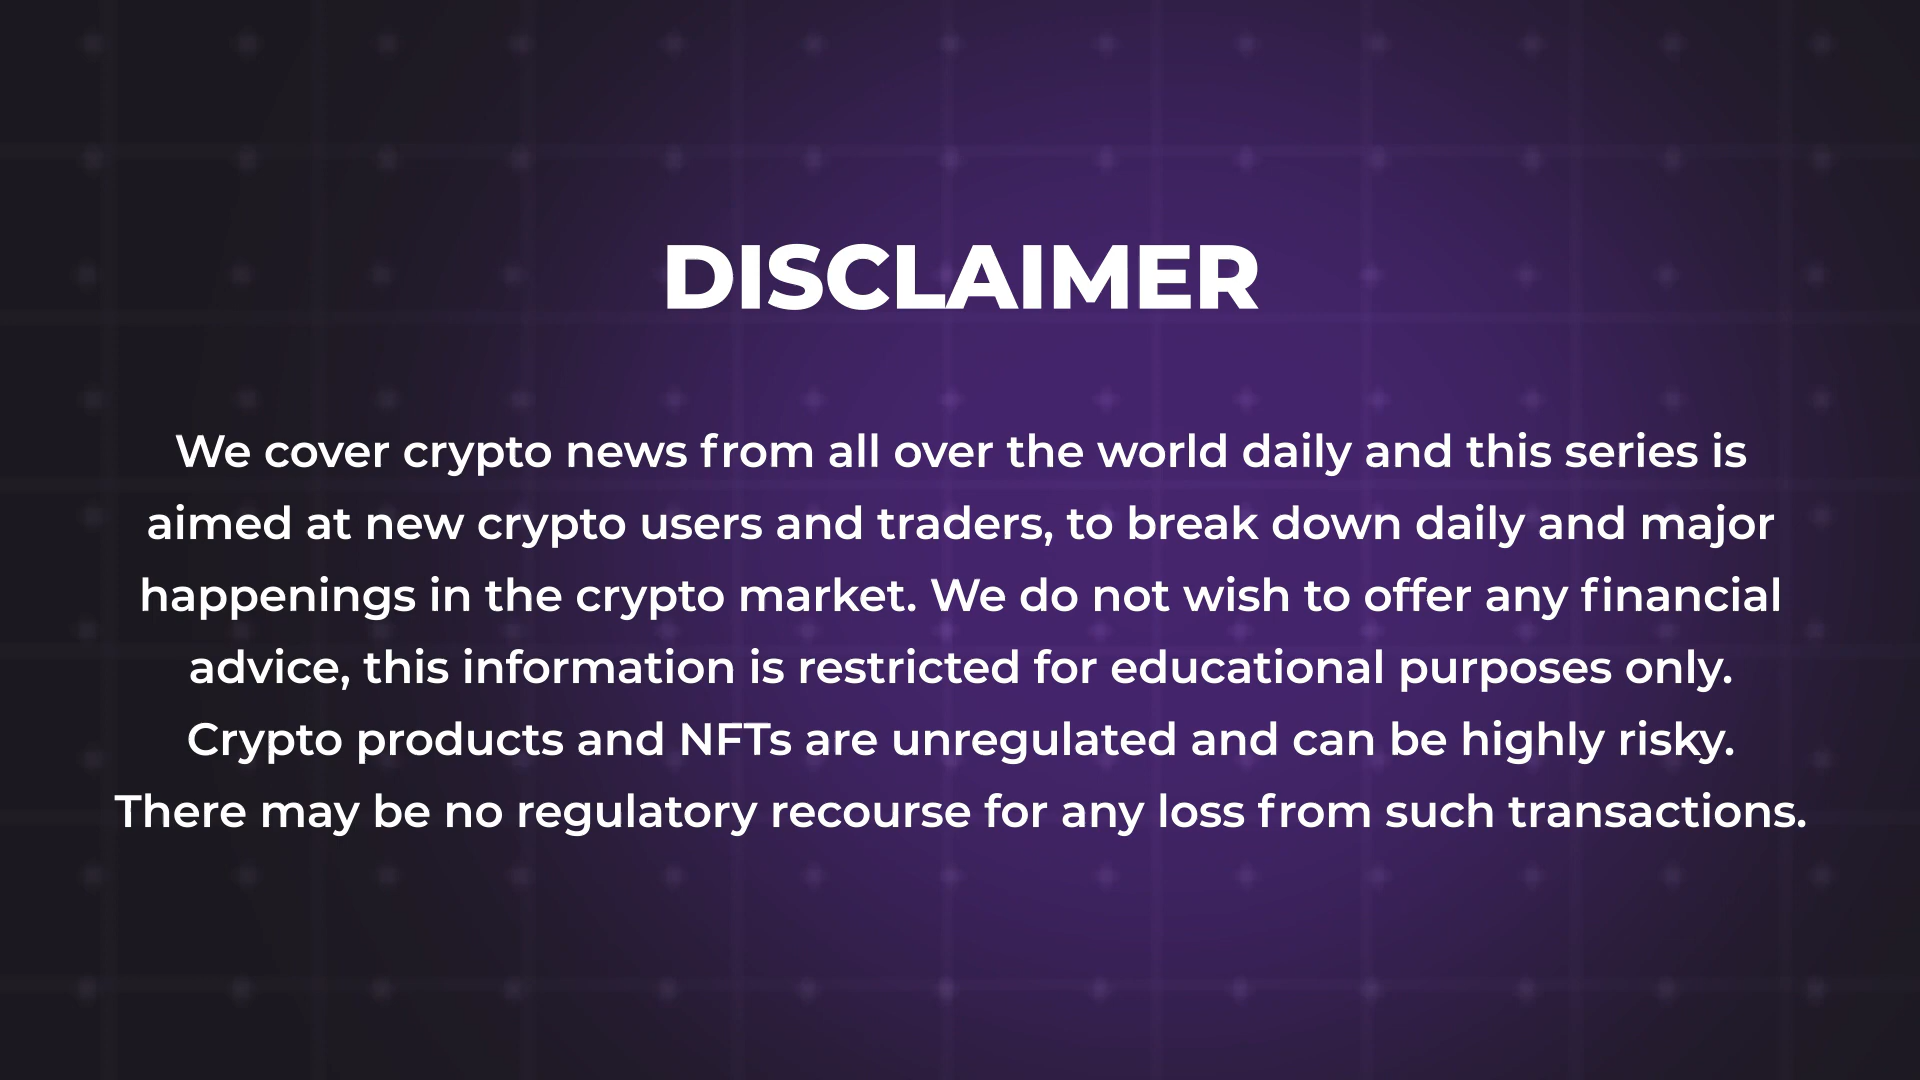 DISCLAIMER
We cover crypto news from all over the world daily and this series is
aimed at new crypto users and traders, to break down daily and major
happenings in the crypto market. We do not wish to offer any financial
advice, this information is restricted for educational purposes only.
Crypto products and NFTs are unregulated and can be highly risky.
There may be no regulatory recourse for any loss from such transactions.